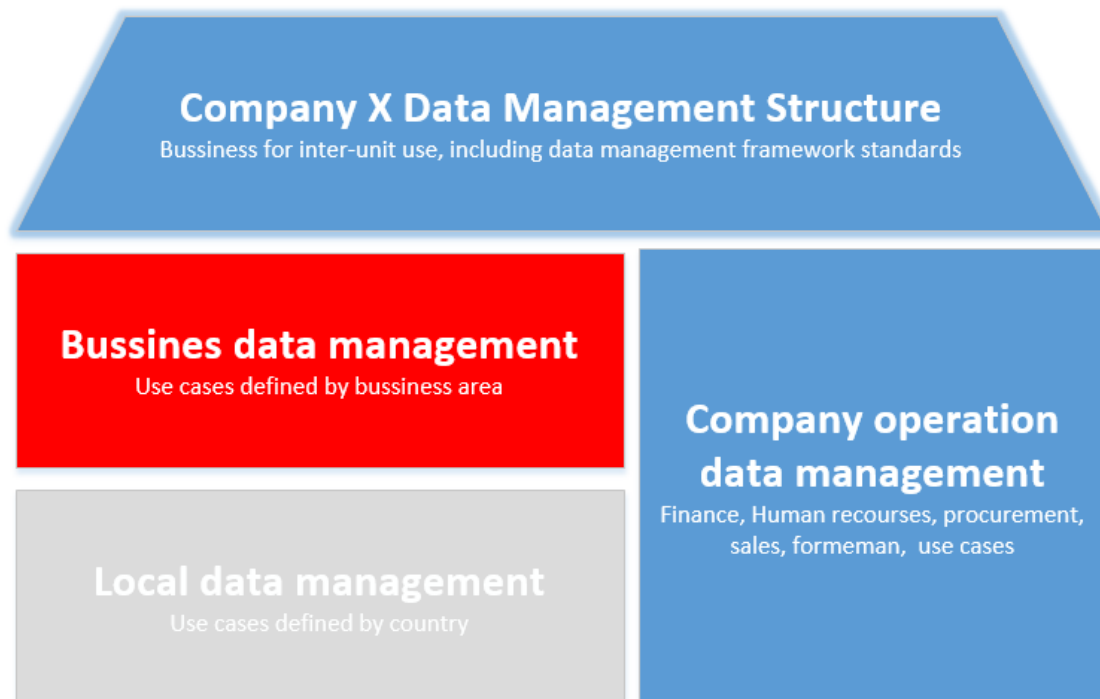 Company X Data Management Structure
Bussiness for inter-unit use, including data management framework standards
Bussines data management
Use cases defined by bussiness area
Local data management
Use cases defined by country
Company operation
data management
Finance, Human recourses, procurement,
sales, formeman, use cases